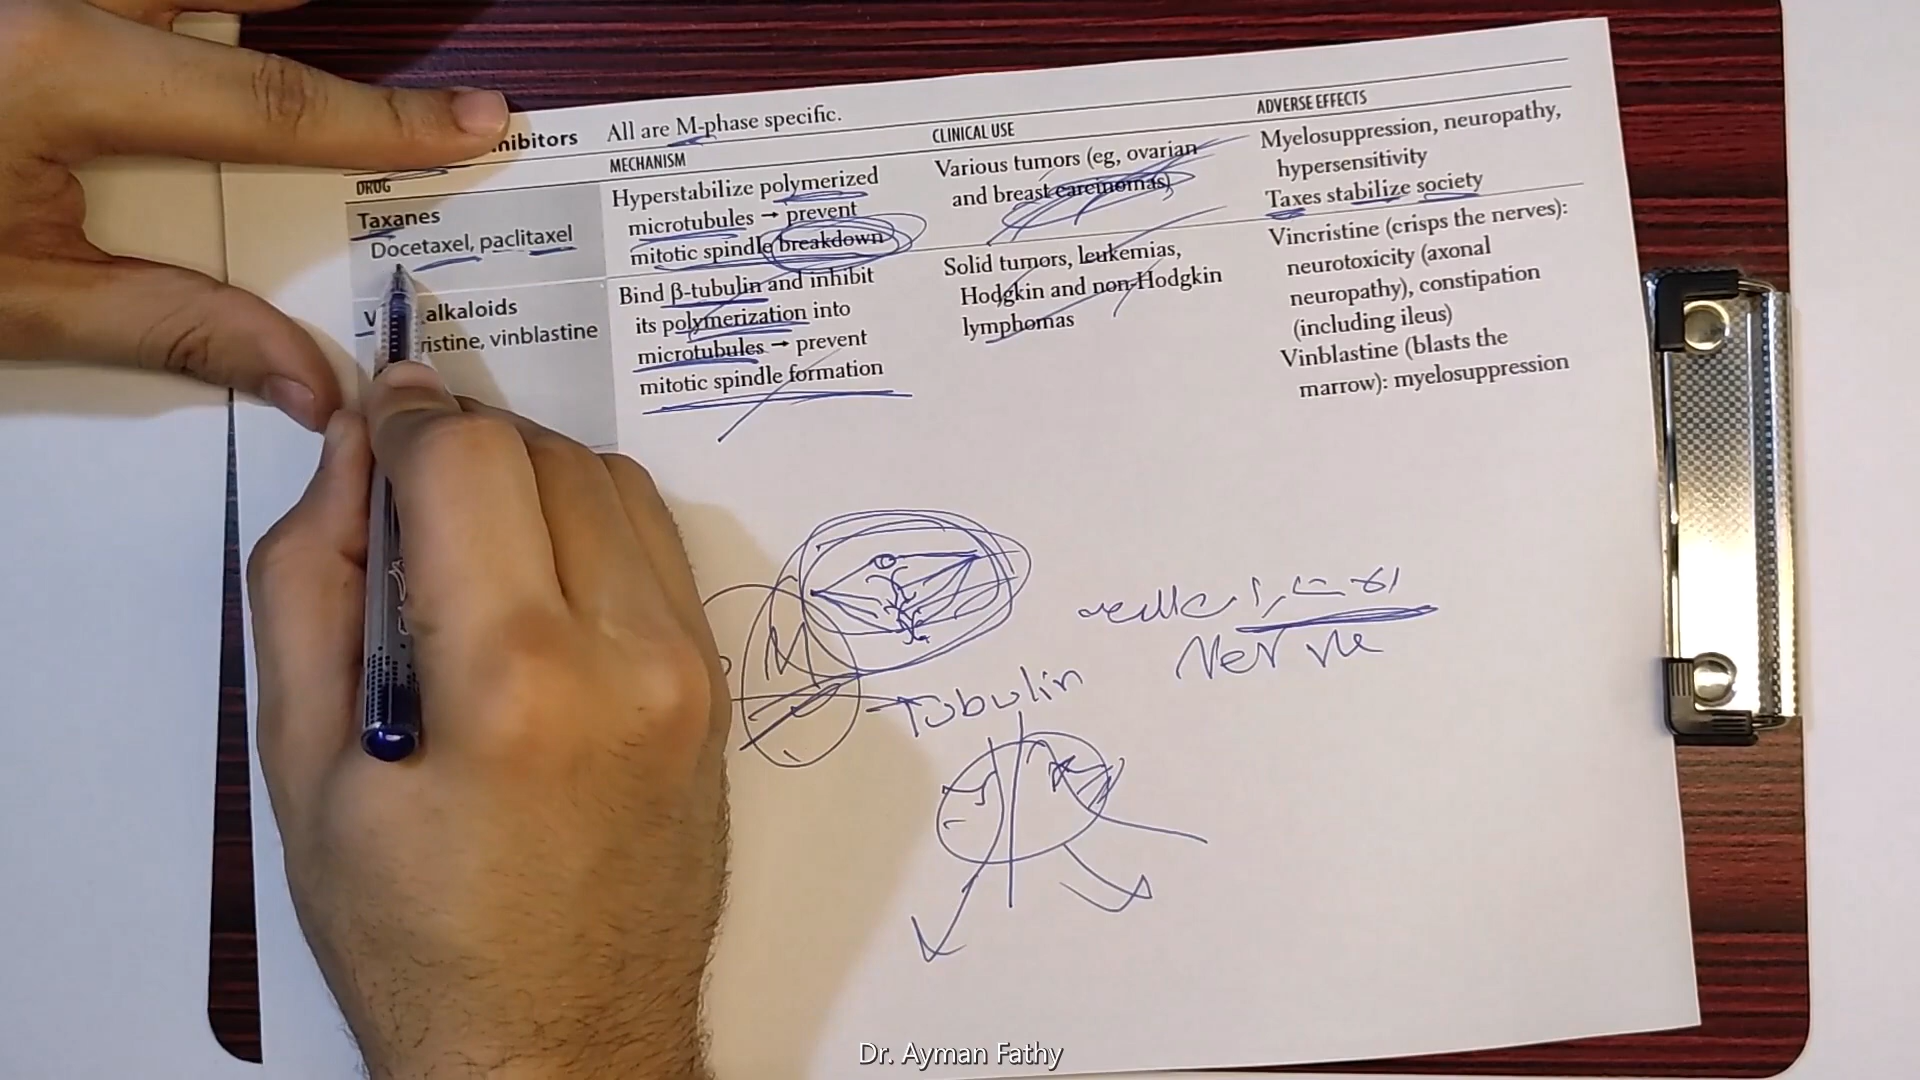 nhibitors All are M-phase specific.
DRUG
MECHANISM
CLINICAL USE
ADVERSE EFFECTS
Taxanes
Docetaxel, paclitaxel
Hyperstabilize polymerized
microtubules → prevent
mitotic spindle breakdown
Various tumors (eg, ovarian
and breast carcinomas)
Myelosuppression, neuropathy,
hypersensitivity
Taxes stabilize society
V alkaloids
ristine, vinblastine
Bind β-tubulin and inhibit
its polymerization into
microtubules → prevent
mitotic spindle formation
Solid tumors, leukemias,
Hodgkin and non-Hodgkin
lymphomas
Vincristine (crisps the nerves):
neurotoxicity (axonal
neuropathy), constipation
(including ileus)
Vinblastine (blasts the
marrow): myelosuppression
M
Tubulin
Nerve
Dr. Ayman Fathy